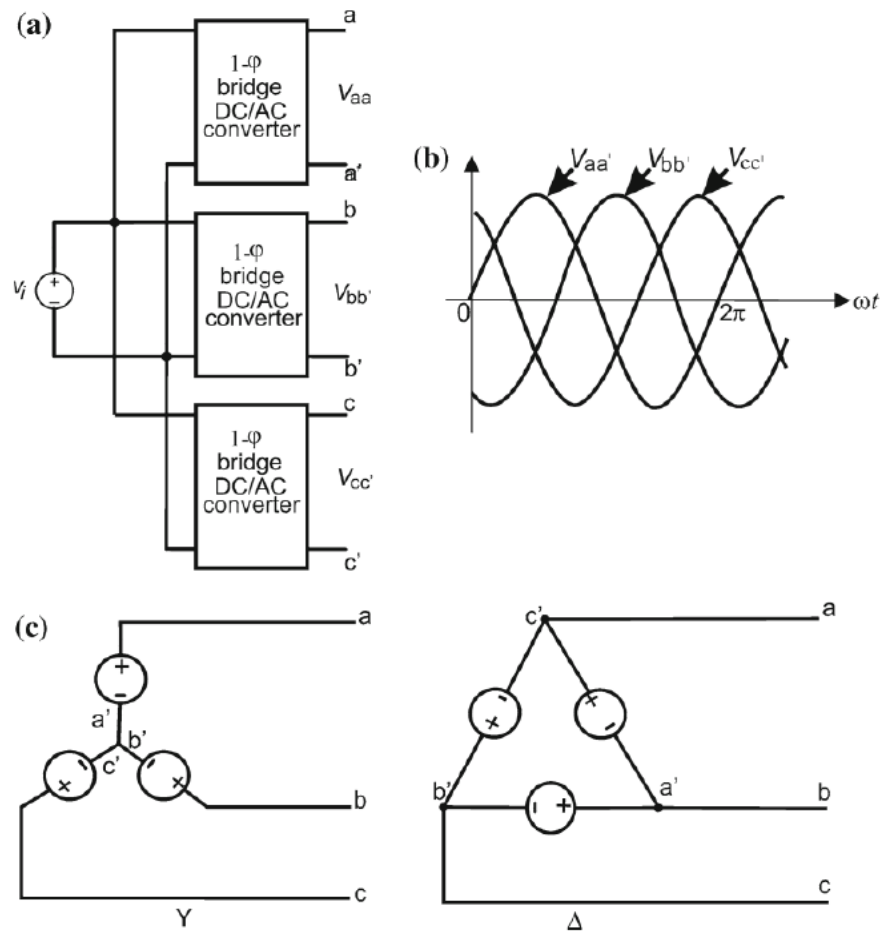 (a)
a
1-φ
bridge
DC/AC
converter
Vaa
a'
b
1-φ
bridge
DC/AC
converter
Vbb'
b'
vi
+
-
c
1-φ
bridge
DC/AC
converter
Vcc'
c'
(b)
Vaa' Vbb' Vcc'
0
2π
ωt
(c)
a
+
-
a'
b'
c'
-
+
-
+
b
c
Y
c'
a
-
+
+
-
b'
a'
-
+
b
c
Δ